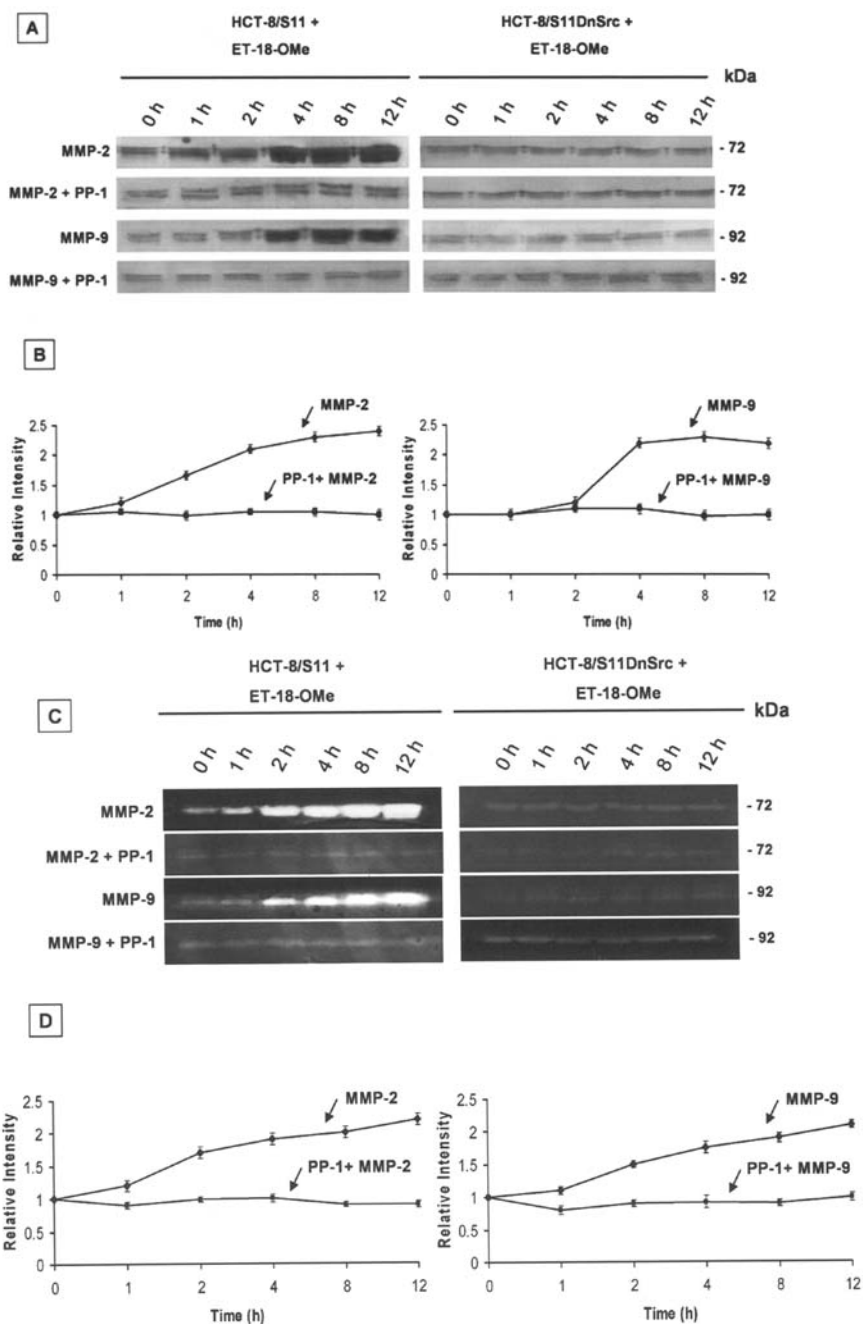 A
HCT-8/S11 +
ET-18-OMe
HCT-8/S11DnSrc +
ET-18-OMe
kDa
0 h 1 h 2 h 4 h 8 h 12 h 0 h 1 h 2 h 4 h 8 h 12 h
MMP-2 - 72
MMP-2 + PP-1 - 72
MMP-9 - 92
MMP-9 + PP-1 - 92
B
Relative Intensity
2.5
2
1.5
1
0.5
0
MMP-2
PP-1+ MMP-2
0 1 2 4 8 12
Time (h)
Relative Intensity
2.5
2
1.5
1
0.5
0
MMP-9
PP-1+ MMP-9
0 1 2 4 8 12
Time (h)
C
HCT-8/S11 +
ET-18-OMe
HCT-8/S11DnSrc +
ET-18-OMe
kDa
0 h 1 h 2 h 4 h 8 h 12 h 0 h 1 h 2 h 4 h 8 h 12 h
MMP-2 - 72
MMP-2 + PP-1 - 72
MMP-9 - 92
MMP-9 + PP-1 - 92
D
Relative Intensity
2.5
2
1.5
1
0.5
0
MMP-2
PP-1+ MMP-2
0 1 2 4 8 12
Time (h)
Relative Intensity
2.5
2
1.5
1
0.5
0
MMP-9
PP-1+ MMP-9
0 1 2 4 8 12
Time (h)